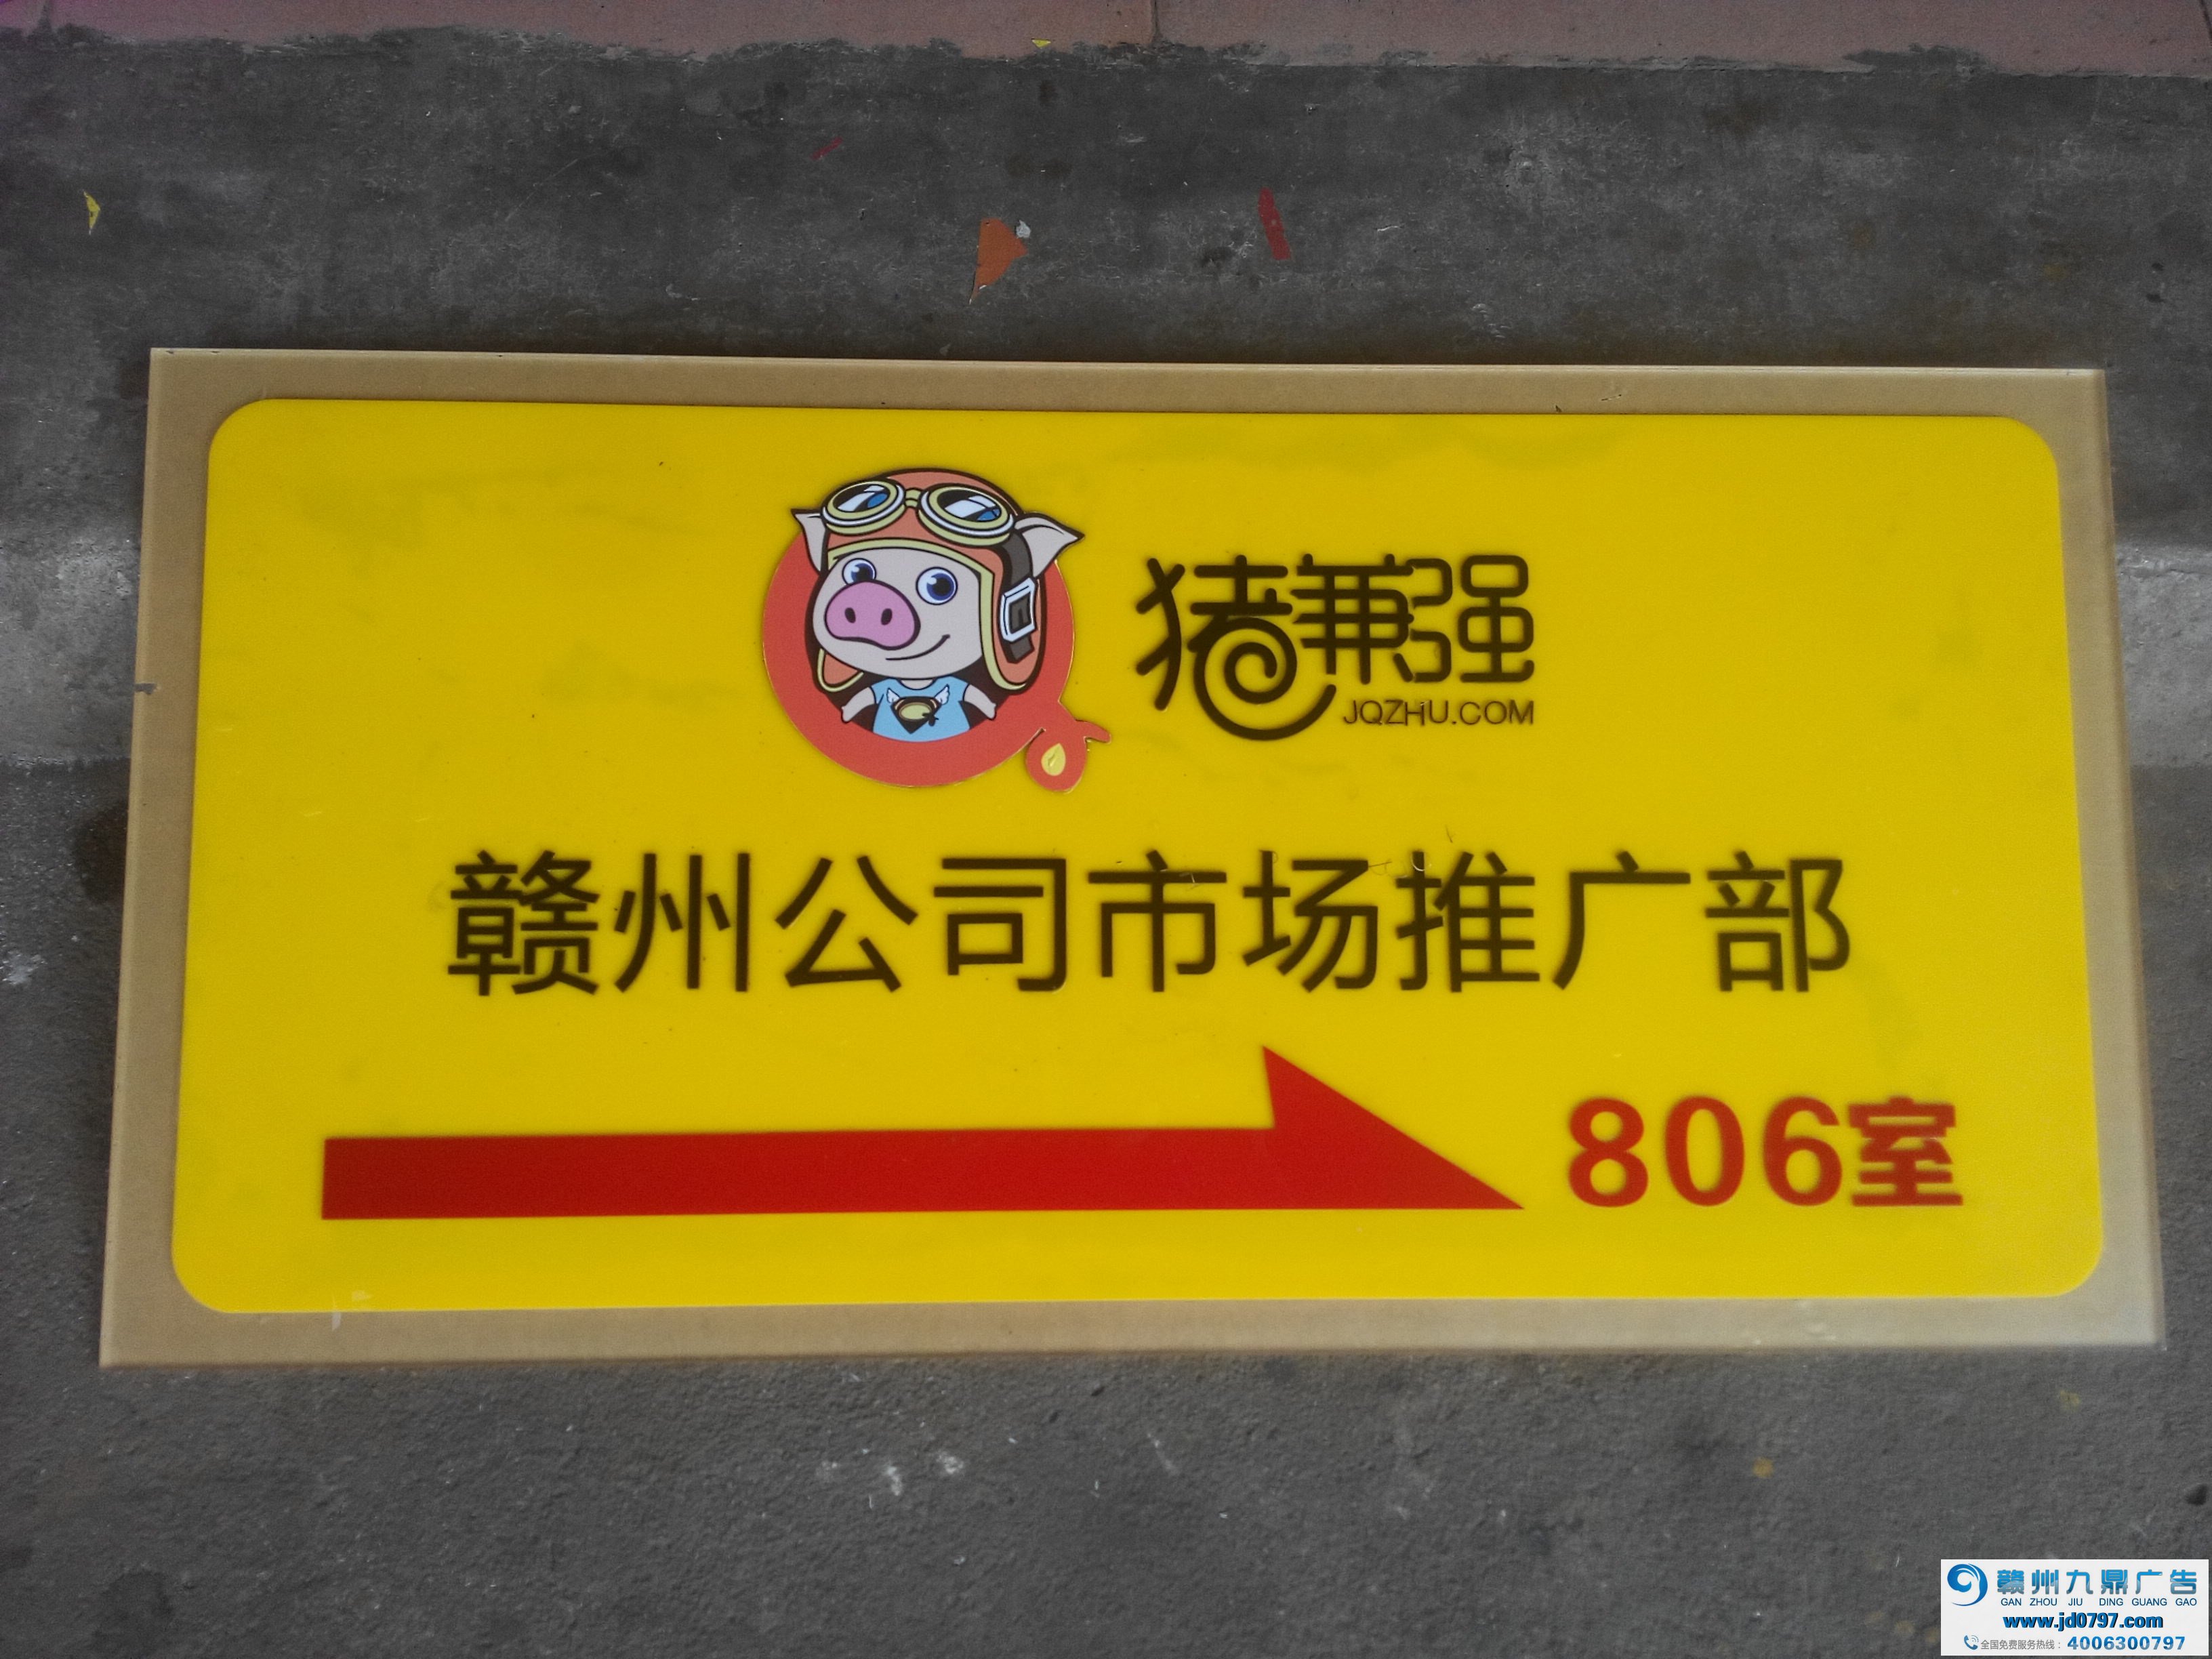 猪兼强
JQZHU.COM
赣州公司市场推广部
806室
赣州九鼎广告
GAN ZHOU JIU DING GUANG GAO
www.jd0797.com
全国免费服务热线：4006300797